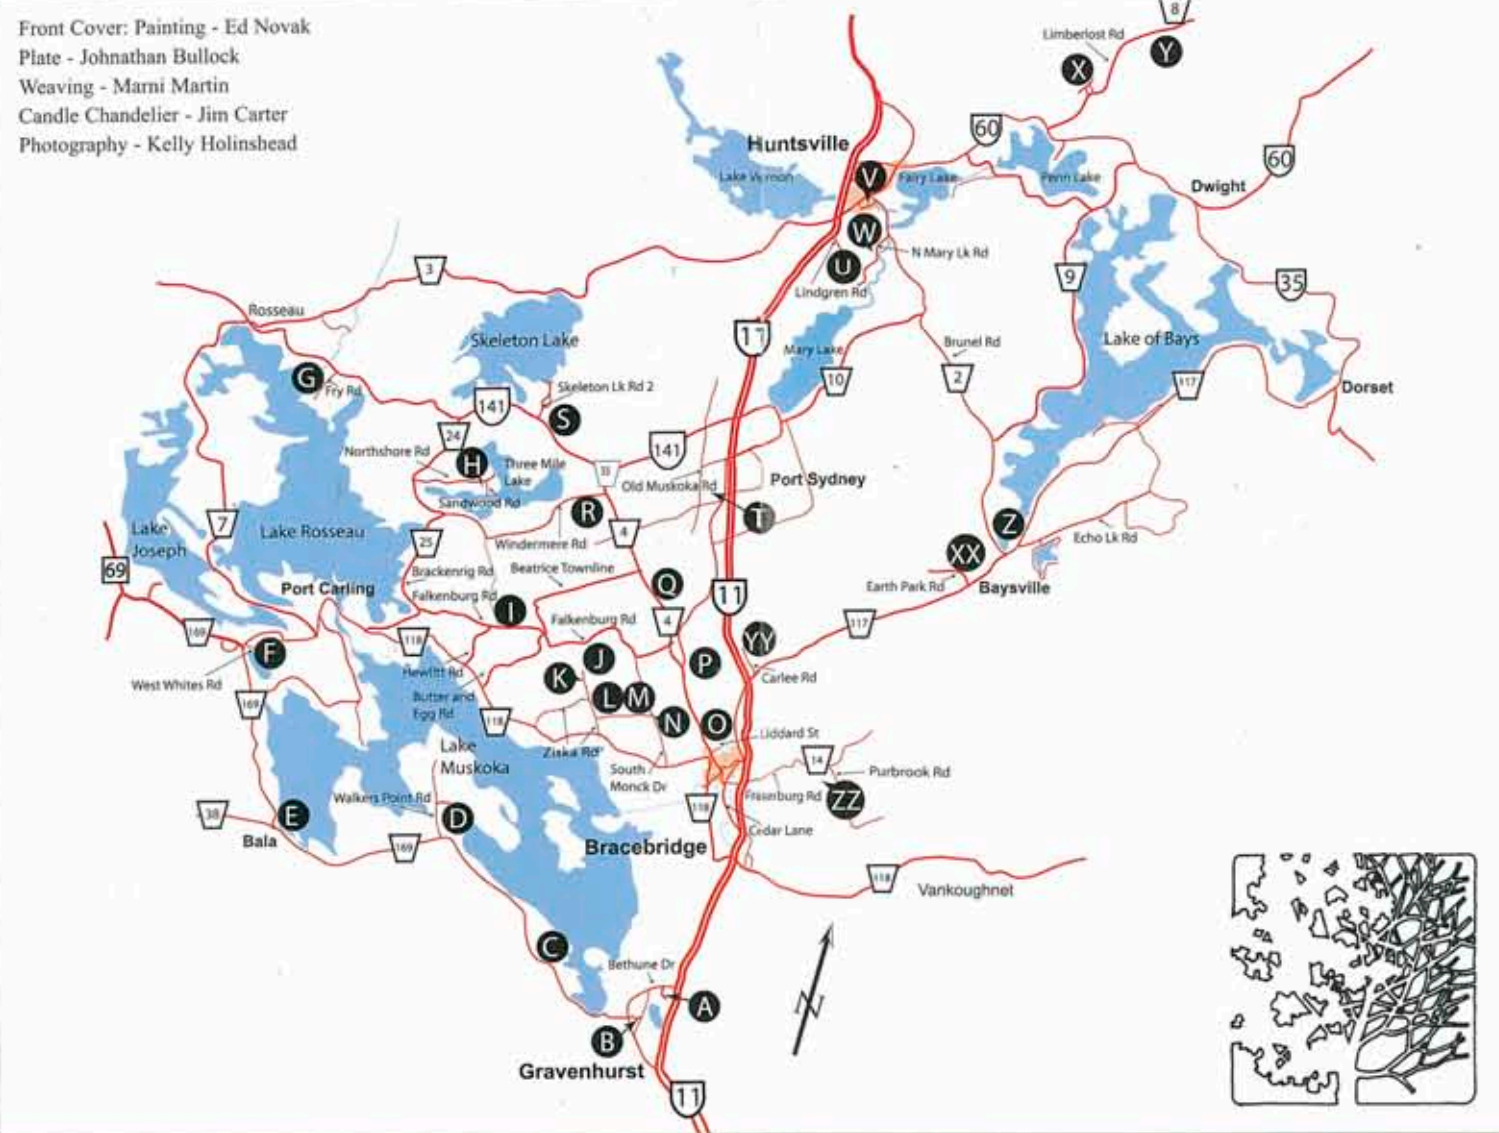 Front Cover: Painting - Ed Novak
Plate - Johnathan Bullock
Weaving - Marni Martin
Candle Chandelier - Jim Carter
Photography - Kelly Holinshead
8
Limberlost Rd
Y
X
60
Huntsville
60
Lake Vernon
V
Fairy Lake
Penn Lake
Dwight
W
N Mary Lk Rd
3
U
9
35
Lindgren Rd
Rosseau
11
Skeleton Lake
Lake of Bays
Mary Lake
Brunel Rd
G
Fry Rd
10
2
117
Dorset
Skeleton Lk Rd 2
141
S
24
141
Northshore Rd
H
Three Mile
Lake
33
Old Muskoka Rd
Port Sydney
Sandwood Rd
R
T
7
Lake Rosseau
4
Z
Lake
Joseph
25
Windermere Rd
Echo Lk Rd
XX
69
Brackenrig Rd
Beatrice Townline
Q
Earth Park Rd
Baysville
Port Carling
Falkenburg Rd
I
11
Falkenburg Rd
4
117
169
118
YY
F
J
P
West Whites Rd
Hewlitt Rd
K
Carlee Rd
169
Butter and
Egg Rd
L
M
118
N
O
Liddard St
Lake
Muskoka
Ziska Rd
South
Monck Dr
14
Purbrook Rd
Walkers Point Rd
Fraserburg Rd
ZZ
38
E
D
118
Cedar Lane
Bala
169
Bracebridge
118
Vankoughnet
C
Bethune Dr
A
N
B
Gravenhurst
11